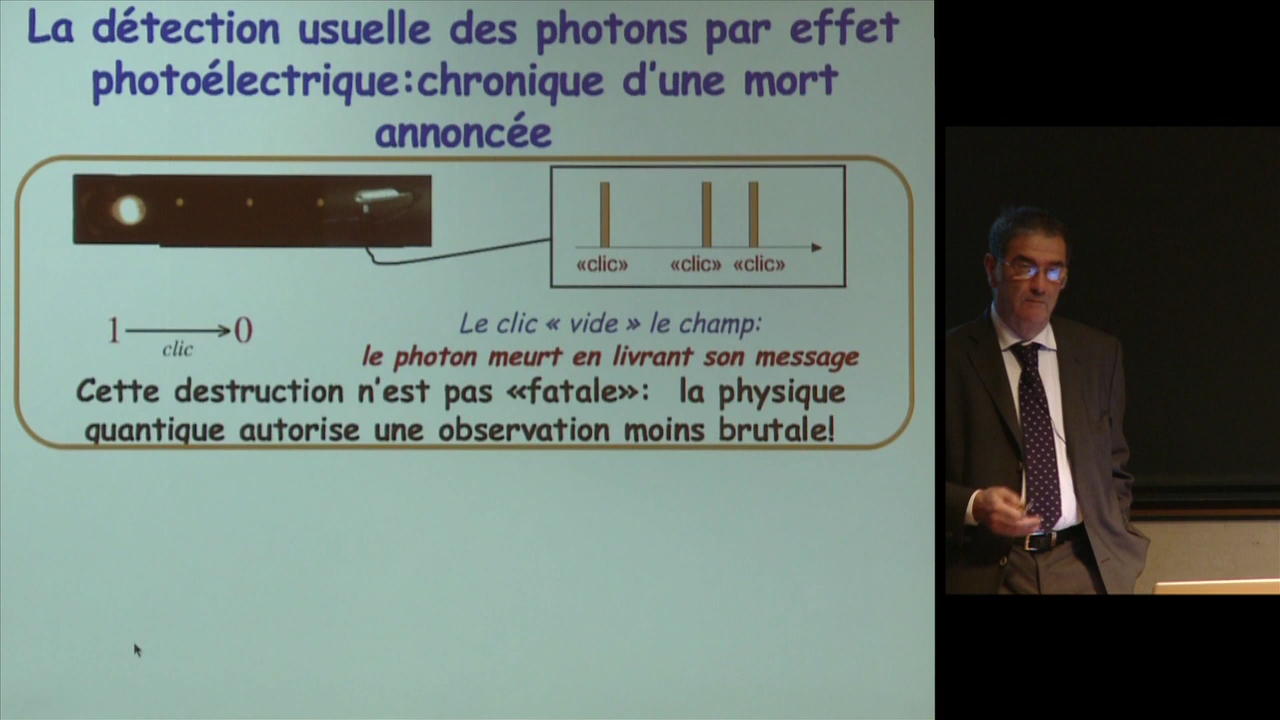 La détection usuelle des photons par effet
photoélectrique:chronique d'une mort
annoncée
«clic» «clic» «clic»
1 → 0
clic
Le clic « vide » le champ:
le photon meurt en livrant son message
Cette destruction n'est pas «fatale»: la physique
quantique autorise une observation moins brutale!